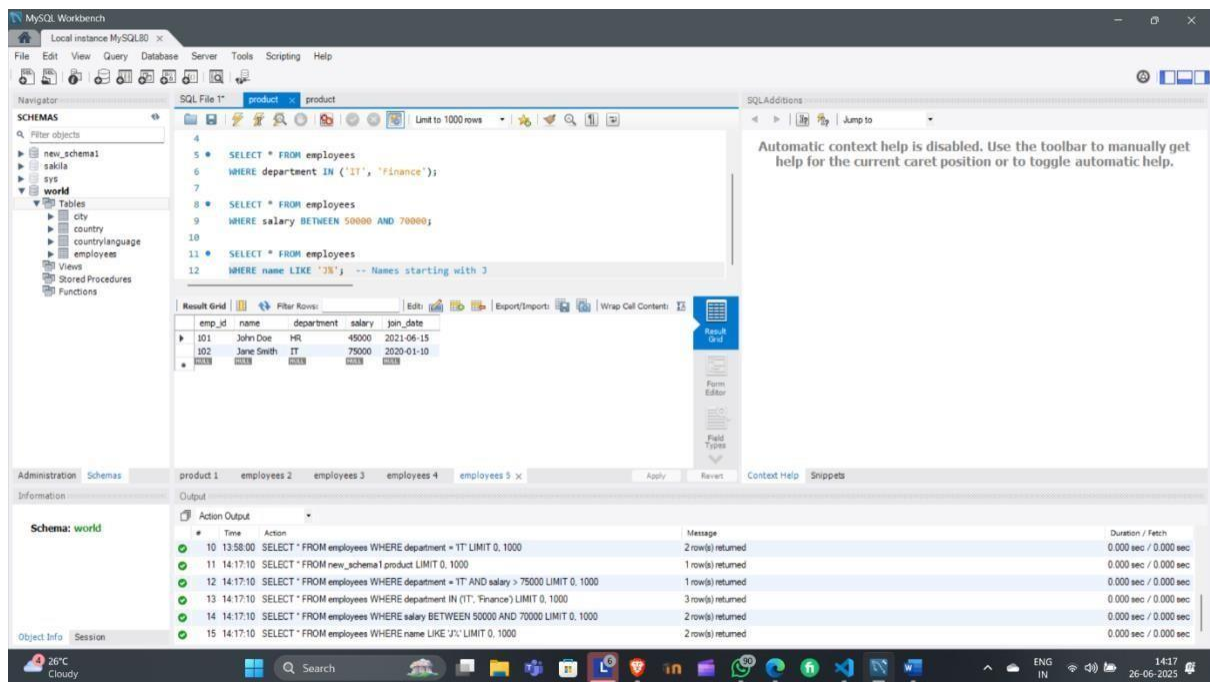 MySQL Workbench
Local instance MySQL80 ×
File Edit View Query Database Server Tools Scripting Help
Navigator
SCHEMAS
Filter objects
new_schema1
sakila
sys
world
Tables
city
country
countrylanguage
employees
Views
Stored Procedures
Functions
Administration Schemas
Information
Schema: world
Object Info Session
SQL File 1* product × product
Limit to 1000 rows
4
5 SELECT * FROM employees
6 WHERE department IN ('IT', 'Finance');
7
8 SELECT * FROM employees
9 WHERE salary BETWEEN 50000 AND 70000;
10
11 SELECT * FROM employees
12 WHERE name LIKE 'J%'; -- Names starting with J
Result Grid Filter Rows: Edit: Export/Import: Wrap Cell Content:
emp_id name department salary join_date
101 John Doe HR 45000 2021-06-15
102 Jane Smith IT 75000 2020-01-10
NULL NULL NULL NULL NULL
Result Grid
Form Editor
Field Types
product 1 employees 2 employees 3 employees 4 employees 5 × Apply Revert
SQLAdditions
Jump to
Automatic context help is disabled. Use the toolbar to manually get
help for the current caret position or to toggle automatic help.
Context Help Snippets
Output
Action Output
# Time Action Message Duration / Fetch
10 13:58:00 SELECT * FROM employees WHERE department = 'IT' LIMIT 0, 1000 2 row(s) returned 0.000 sec / 0.000 sec
11 14:17:10 SELECT * FROM new_schema1.product LIMIT 0, 1000 1 row(s) returned 0.000 sec / 0.000 sec
12 14:17:10 SELECT * FROM employees WHERE department = 'IT' AND salary > 75000 LIMIT 0, 1000 1 row(s) returned 0.000 sec / 0.000 sec
13 14:17:10 SELECT * FROM employees WHERE department IN ('IT', 'Finance') LIMIT 0, 1000 3 row(s) returned 0.000 sec / 0.000 sec
14 14:17:10 SELECT * FROM employees WHERE salary BETWEEN 50000 AND 70000 LIMIT 0, 1000 2 row(s) returned 0.000 sec / 0.000 sec
15 14:17:10 SELECT * FROM employees WHERE name LIKE 'J%' LIMIT 0, 1000 2 row(s) returned 0.000 sec / 0.000 sec
4 26°C
Cloudy
Search
6
90
ENG
IN
14:17
26-06-2025